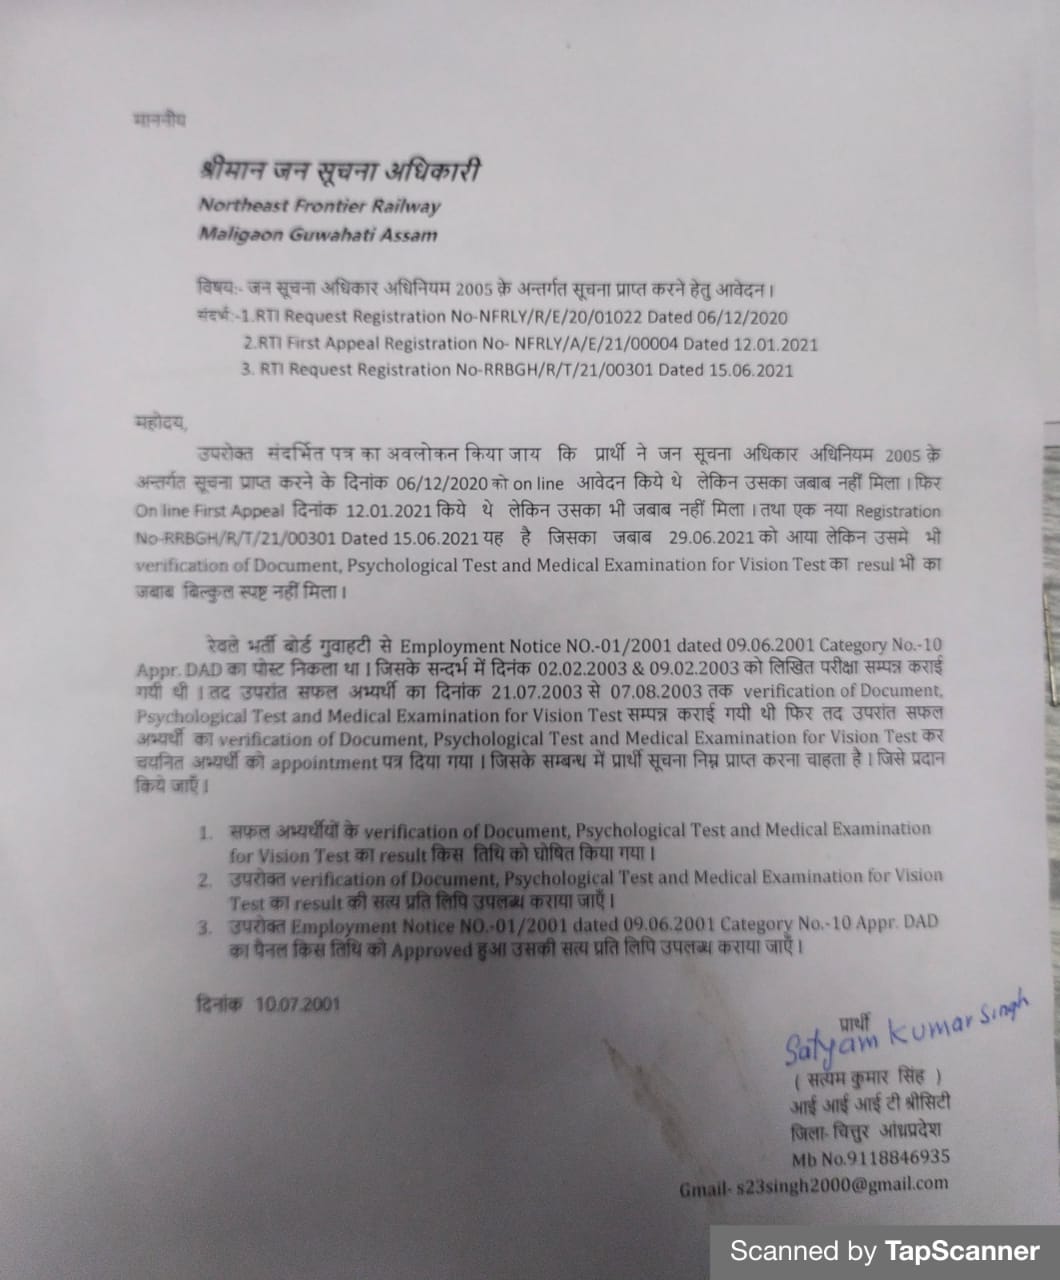 माननीय
श्रीमान जन सूचना अधिकारी
Northeast Frontier Railway
Maligaon Guwahati Assam
विषय:- जन सूचना अधिकार अधिनियम 2005 के अन्तर्गत सूचना प्राप्त करने हेतु आवेदन।
संदर्भ:-1.RTI Request Registration No-NFRLY/R/E/20/01022 Dated 06/12/2020
2.RTI First Appeal Registration No- NFRLY/A/E/21/00004 Dated 12.01.2021
3. RTI Request Registration No-RRBGH/R/T/21/00301 Dated 15.06.2021
महोदय,
उपरोक्त संदर्भित पत्र का अवलोकन किया जाय कि प्रार्थी ने जन सूचना अधिकार अधिनियम 2005 के
अन्तर्गत सूचना प्राप्त करने के दिनांक 06/12/2020 को on line आवेदन किये थे लेकिन उसका जबाब नहीं मिला। फिर
On line First Appeal दिनांक 12.01.2021 किये थे लेकिन उसका भी जबाब नहीं मिला। तथा एक नया Registration
No-RRBGH/R/T/21/00301 Dated 15.06.2021 यह है जिसका जबाब 29.06.2021 को आया लेकिन उसमे भी
verification of Document, Psychological Test and Medical Examination for Vision Test का resul भी का
जबाब बिल्कुल स्पष्ट नहीं मिला।
रेवले भर्ती बोर्ड गुवाहटी से Employment Notice NO.-01/2001 dated 09.06.2001 Category No.-10
Appr. DAD का पोस्ट निकला था। जिसके सन्दर्भ में दिनंक 02.02.2003 & 09.02.2003 को लिखित परीक्षा सम्पन्न कराई
गयी थी। तद उपरांत सफल अभ्यर्थी का दिनांक 21.07.2003 से 07.08.2003 तक verification of Document,
Psychological Test and Medical Examination for Vision Test सम्पन्न कराई गयी थी फिर तद उपरांत सफल
अभ्यर्थी का verification of Document, Psychological Test and Medical Examination for Vision Test कर
चयनित अभ्यर्थी को appointment पत्र दिया गया। जिसके सम्बन्ध में प्रार्थी सूचना निम्न प्राप्त करना चाहता है। जिसे प्रदान
किये जाएँ।
1. सफल अभ्यर्थीयों के verification of Document, Psychological Test and Medical Examination
for Vision Test का result किस तिथि को घोषित किया गया।
2. उपरोक्त verification of Document, Psychological Test and Medical Examination for Vision
Test का result की सत्य प्रति लिपि उपलब्ध कराया जाएँ।
3. उपरोक्त Employment Notice NO.-01/2001 dated 09.06.2001 Category No.-10 Appr. DAD
का पैनल किस तिथि को Approved हुआ उसकी सत्य प्रति लिपि उपलब्ध कराया जाएँ।
दिनांक 10.07.2001
प्रार्थी
Satyam Kumar Singh
( सत्यम कुमार सिंह )
आई आई आई टी श्रीसिटी
जिला- चित्तुर आंध्रप्रदेश
Mb No.9118846935
Gmail- s23singh2000@gmail.com
Scanned by TapScanner